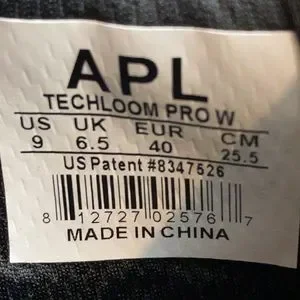 APL
TECHLOOM PRO W
US UK EUR CM
9 6.5 40 25.5
US Patent #8347526
8 12727 02576 7
MADE IN CHINA